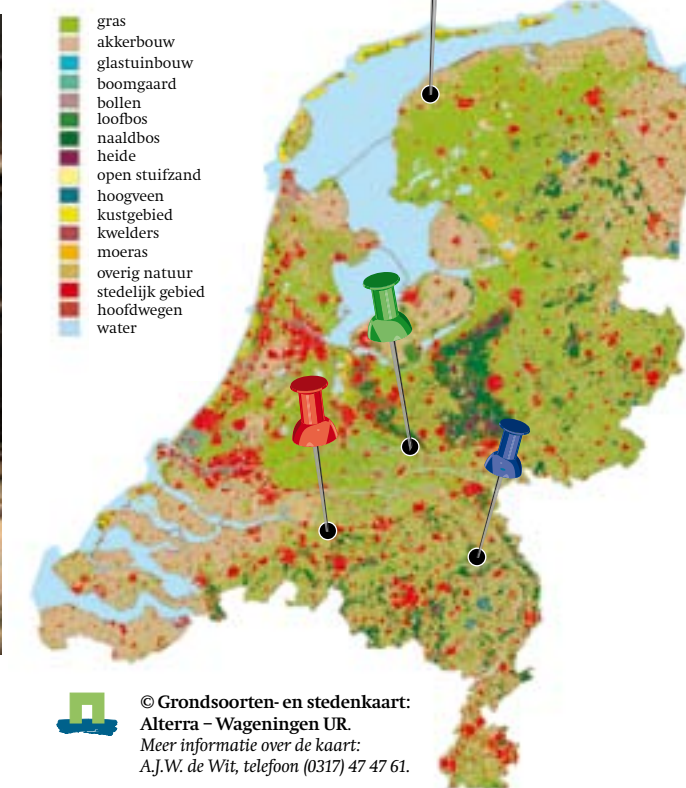 gras
akkerbouw
glastuinbouw
boomgaard
bollen
loofbos
naaldbos
heide
open stuifzand
hoogveen
kustgebied
kwelders
moeras
overig natuur
stedelijk gebied
hoofdwegen
water
© Grondsoorten- en stedenkaart:
Alterra – Wageningen UR.
Meer informatie over de kaart:
A.J.W. de Wit, telefoon (0317) 47 47 61.